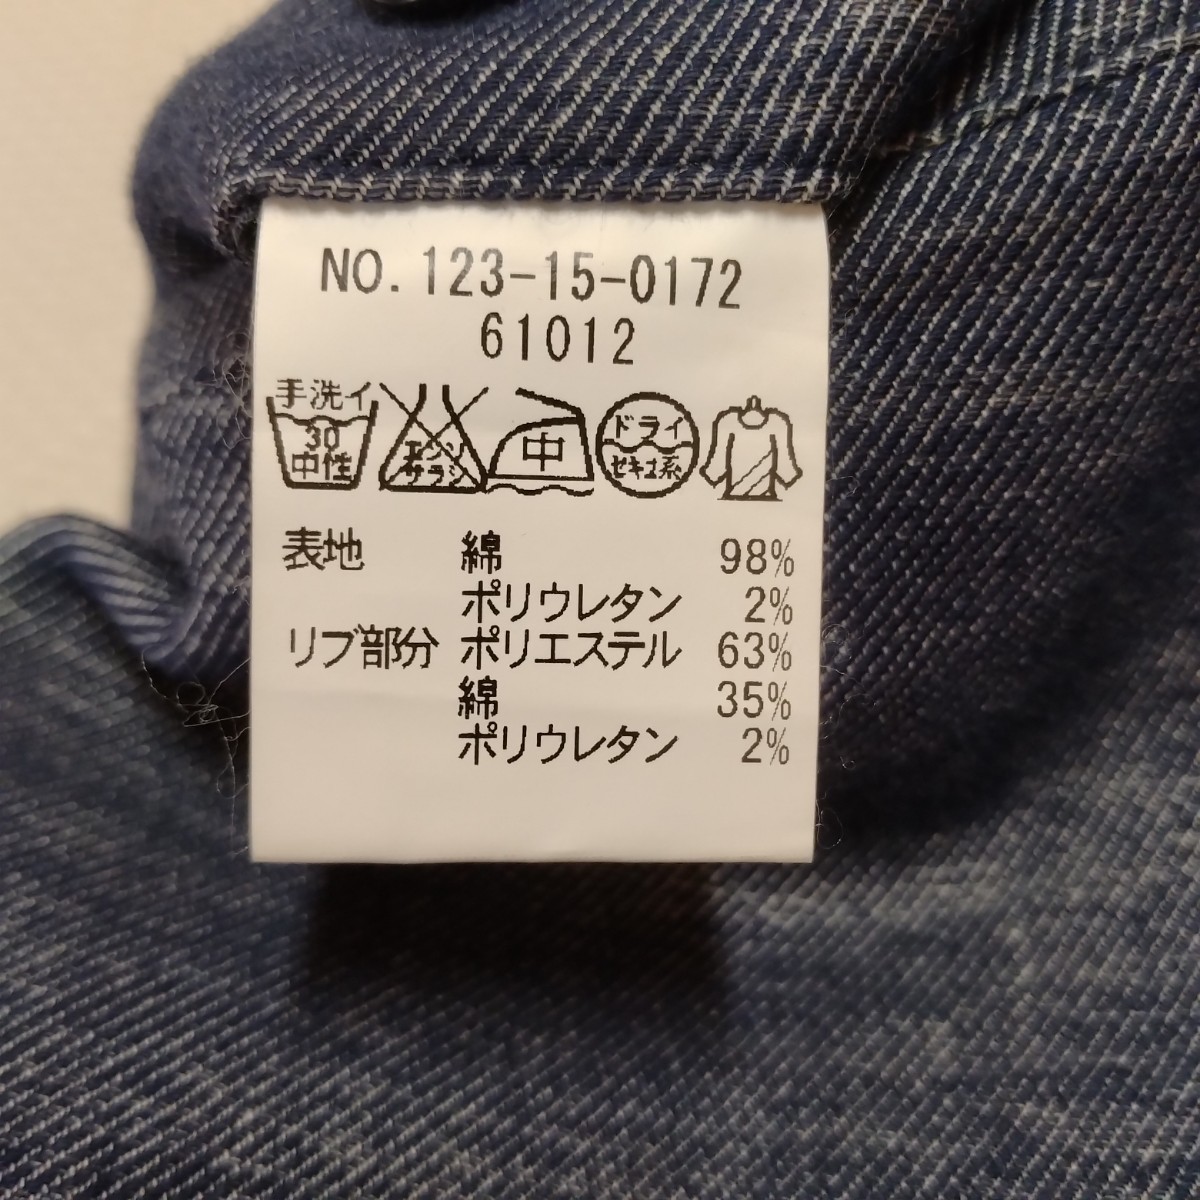 NO. 123-15-0172
61012
手洗イ
30
中性
エンソ
サラシ
中
ドライ
セキユ系
表地 綿 98%
ポリウレタン 2%
リブ部分 ポリエステル 63%
綿 35%
ポリウレタン 2%